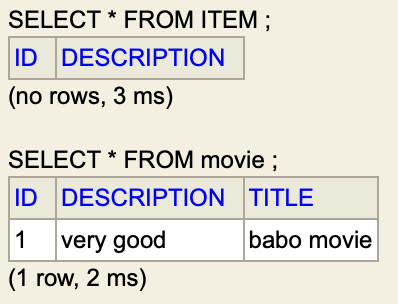 SELECT * FROM ITEM ;
ID DESCRIPTION
(no rows, 3 ms)
SELECT * FROM movie ;
ID DESCRIPTION TITLE
1 very good babo movie
(1 row, 2 ms)